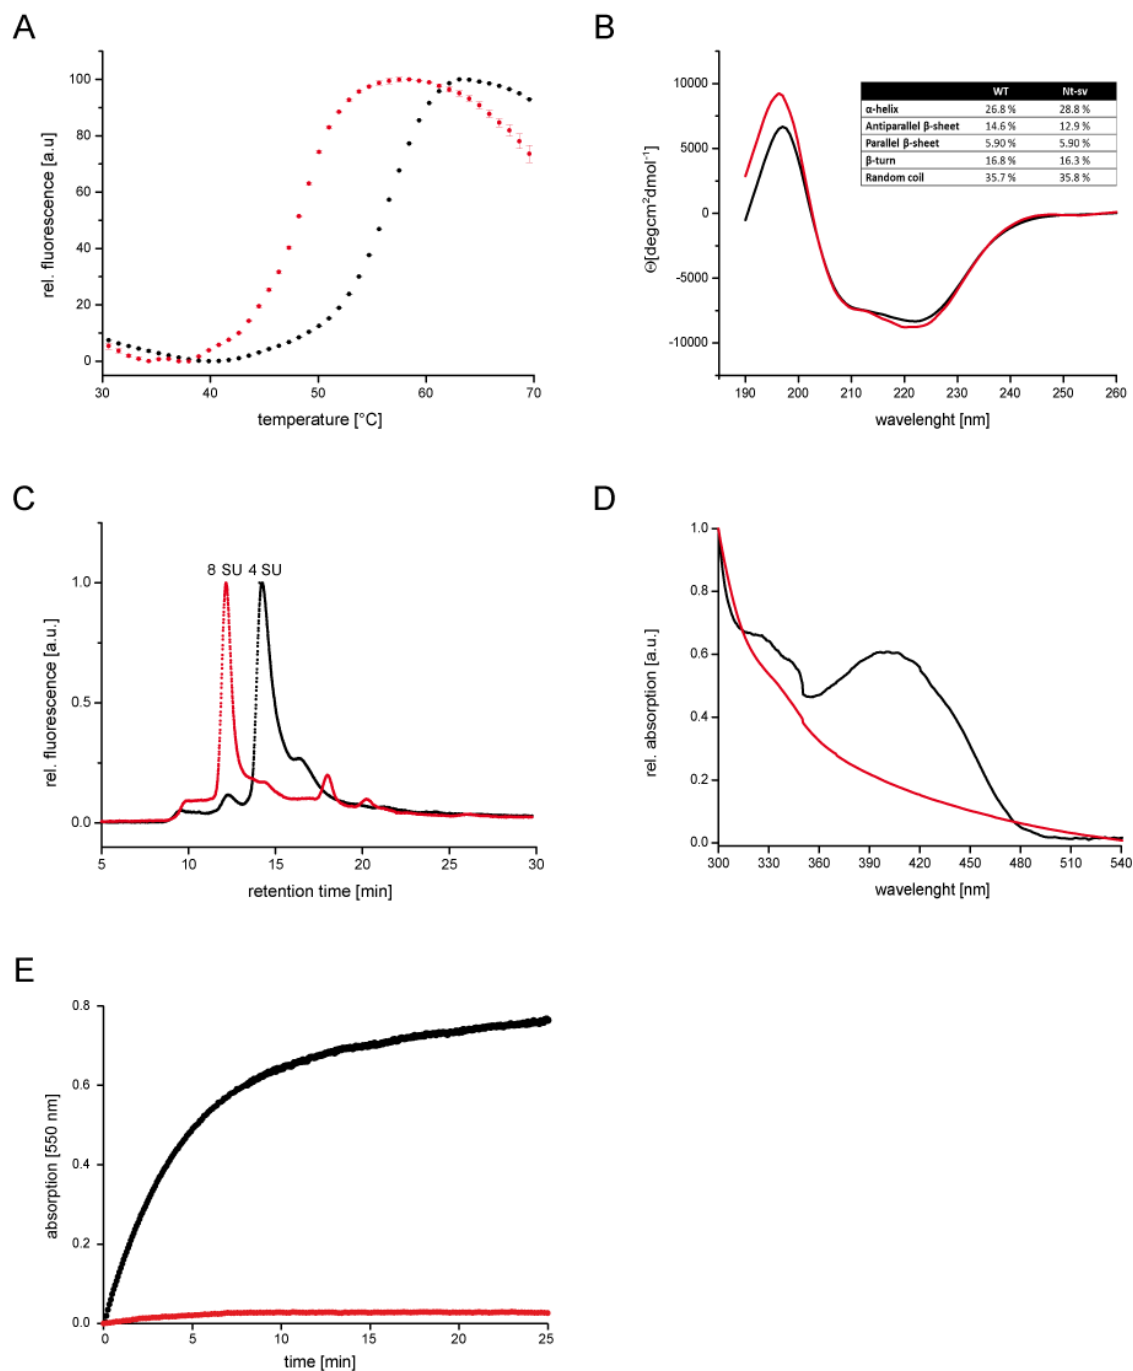 A
100
80
60
40
20
0
rel. fluorescence [a.u]
30 40 50 60 70
temperature [°C]
B
10000
5000
0
-5000
-10000
Θ[degcm²dmol⁻¹]
WT Nt-sv
α-helix 26.8 % 28.8 %
Antiparallel β-sheet 14.6 % 12.9 %
Parallel β-sheet 5.90 % 5.90 %
β-turn 16.8 % 16.3 %
Random coil 35.7 % 35.8 %
190 200 210 220 230 240 250 260
wavelenght [nm]
C
8 SU 4 SU
1.0
0.5
0.0
rel. fluorescence [a.u.]
5 10 15 20 25 30
retention time [min]
D
1.0
0.8
0.6
0.4
0.2
0.0
rel. absorption [a.u.]
300 330 360 390 420 450 480 510 540
wavelenght [nm]
E
0.8
0.6
0.4
0.2
0.0
absorption [550 nm]
0 5 10 15 20 25
time [min]